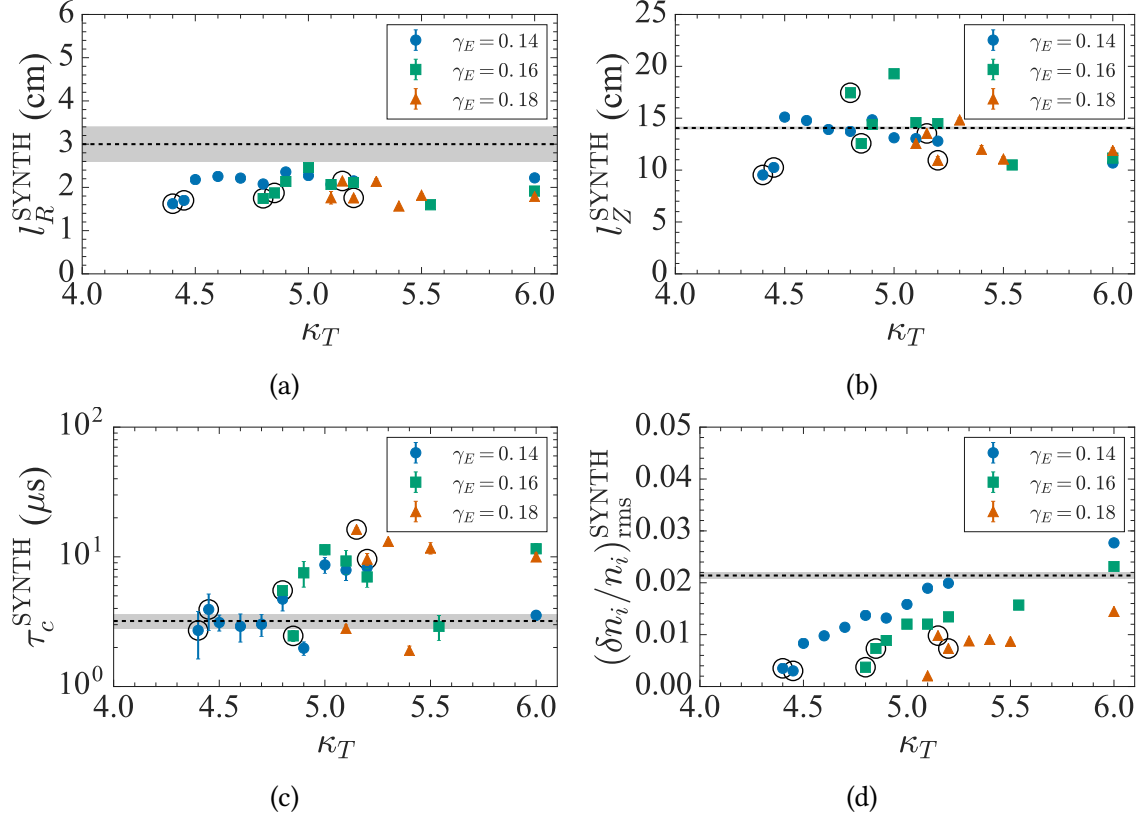 l_R^SYNTH (cm)
6
5
4
3
2
1
0
4.0 4.5 5.0 5.5 6.0
κ_T
γ_E = 0.14
γ_E = 0.16
γ_E = 0.18
(a)
l_Z^SYNTH (cm)
25
20
15
10
5
0
4.0 4.5 5.0 5.5 6.0
κ_T
γ_E = 0.14
γ_E = 0.16
γ_E = 0.18
(b)
τ_c^SYNTH (μs)
10^2
10^1
10^0
4.0 4.5 5.0 5.5 6.0
κ_T
γ_E = 0.14
γ_E = 0.16
γ_E = 0.18
(c)
(δn_i/n_i)_rms^SYNTH
0.05
0.04
0.03
0.02
0.01
0.00
4.0 4.5 5.0 5.5 6.0
κ_T
γ_E = 0.14
γ_E = 0.16
γ_E = 0.18
(d)